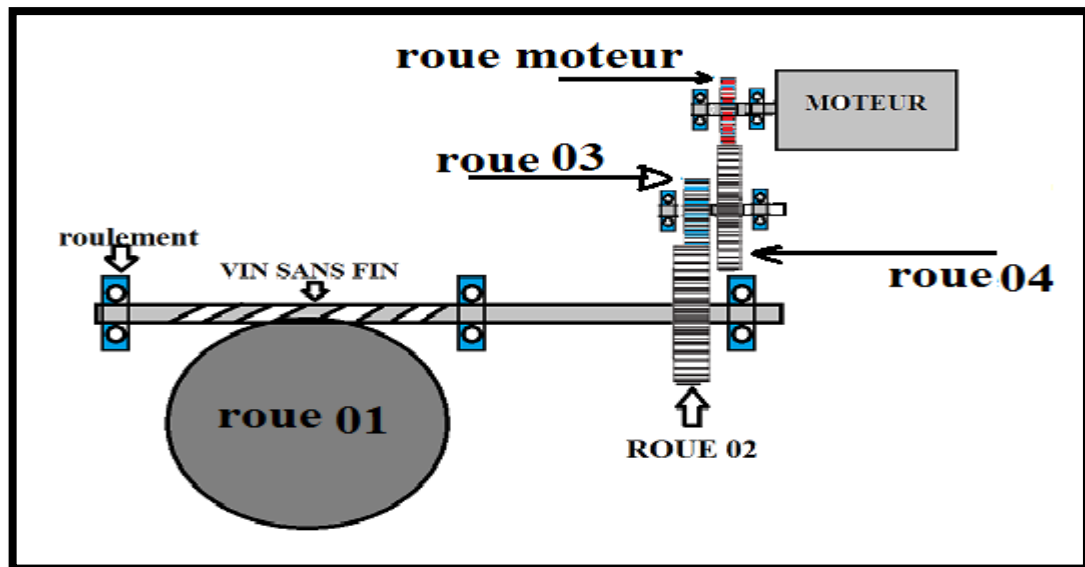 roue moteur
MOTEUR
roue 03
roulement
VIN SANS FIN
roue 04
roue 01
ROUE 02